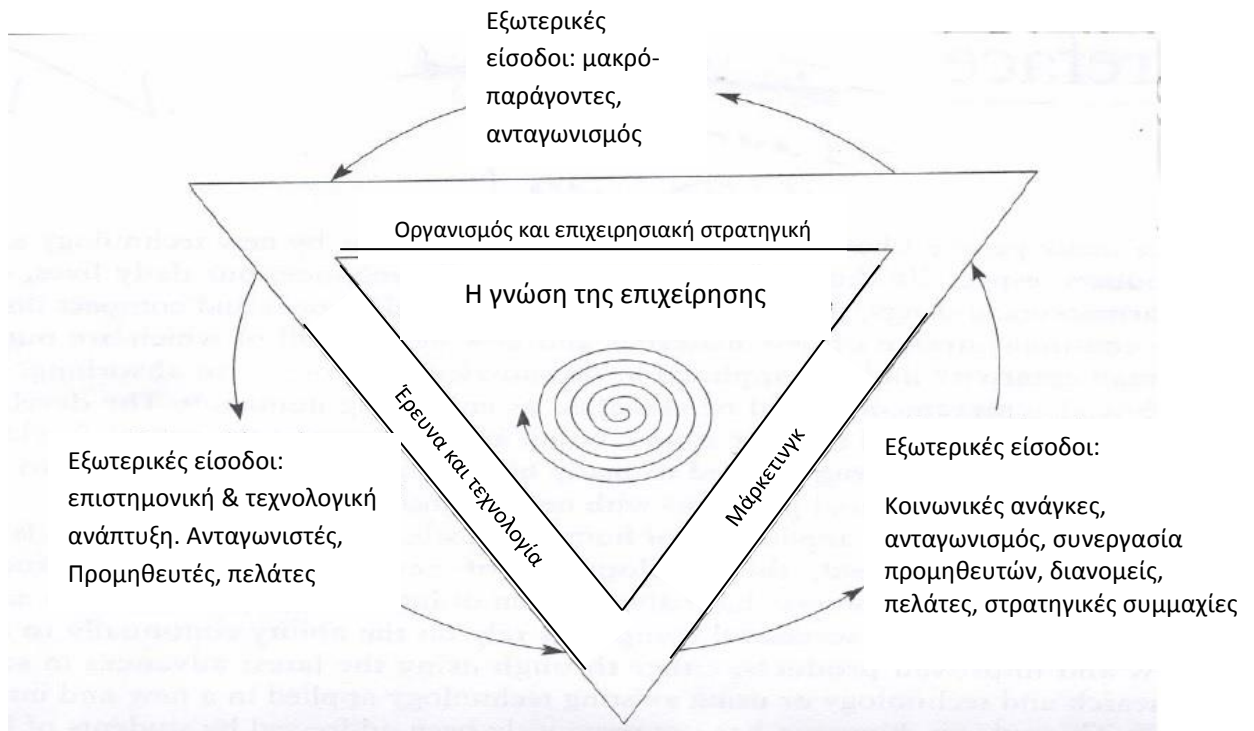 Εξωτερικές
είσοδοι: μακρό-
παράγοντες,
ανταγωνισμός
Οργανισμός και επιχειρησιακή στρατηγική
Η γνώση της επιχείρησης
Έρευνα και τεχνολογία
Μάρκετινγκ
Εξωτερικές είσοδοι:
επιστημονική & τεχνολογική
ανάπτυξη. Ανταγωνιστές,
Προμηθευτές, πελάτες
Εξωτερικές είσοδοι:
Κοινωνικές ανάγκες,
ανταγωνισμός, συνεργασία
προμηθευτών, διανομείς,
πελάτες, στρατηγικές συμμαχίες